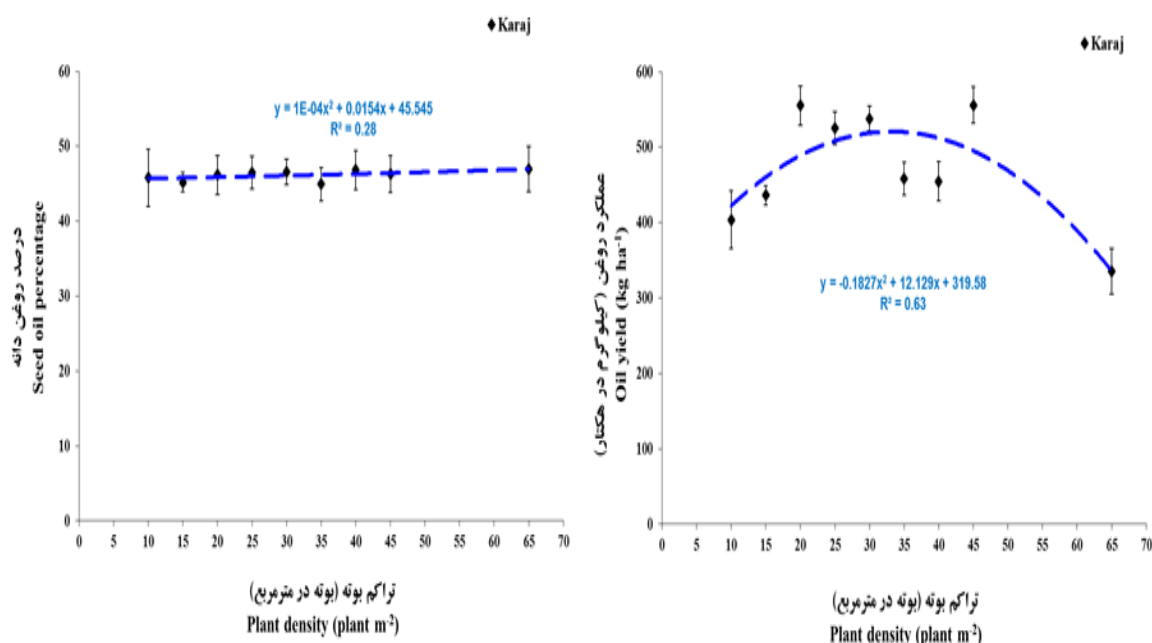 Karaj
60
50
40
30
20
10
0
y = 1E-04x² + 0.0154x + 45.545
R² = 0.28
درصد روغن دانه
Seed oil percentage
0 5 10 15 20 25 30 35 40 45 50 55 60 65 70
تراکم بوته (بوته در مترمربع)
Plant density (plant m⁻²)
Karaj
600
500
400
300
200
100
0
y = -0.1827x² + 12.129x + 319.58
R² = 0.63
عملکرد روغن (کیلوگرم در هکتار)
Oil yield (kg ha⁻¹)
0 5 10 15 20 25 30 35 40 45 50 55 60 65 70
تراکم بوته (بوته در مترمربع)
Plant density (plant m⁻²)